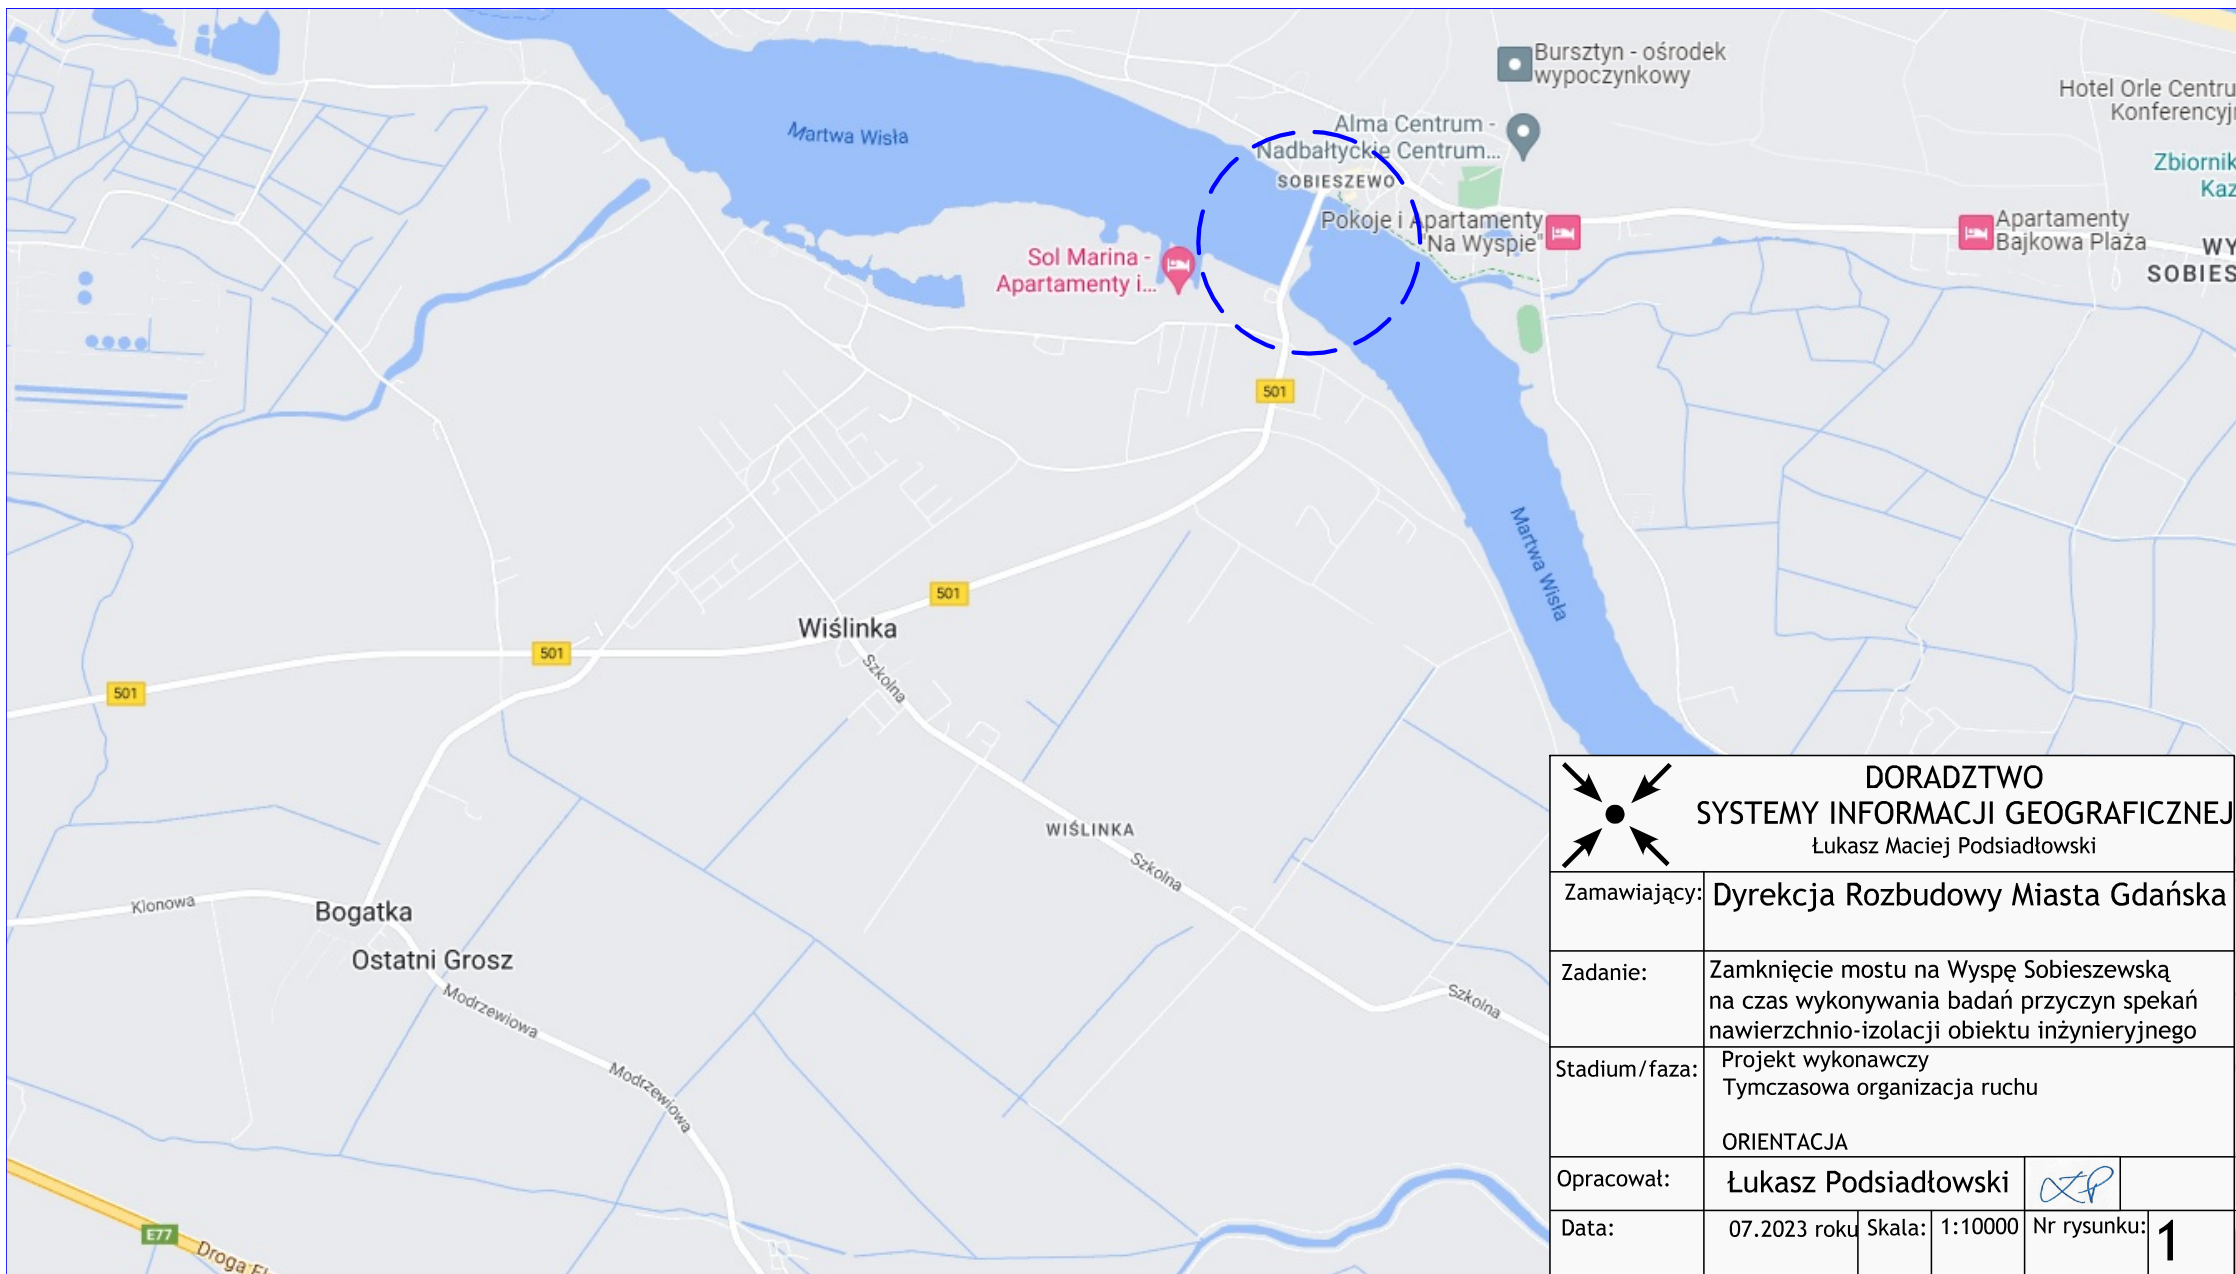 Bursztyn - ośrodek
wypoczynkowy
Hotel Orle Centru
Konferencyj
Alma Centrum -
Nadbałtyckie Centrum...
Martwa Wisła
Zbiornik
Kaz
SOBIESZEWO
Pokoje i Apartamenty
"Na Wyspie"
Apartamenty
Bajkowa Plaża
WY
SOBIES
Sol Marina -
Apartamenty i...
501
Martwa Wisła
501
Wiślinka
501
Szkolna
501
WIŚLINKA
Szkolna
Klonowa
Bogatka
Ostatni Grosz
Modrzewiowa
Szkolna
Modrzewiowa
E77
Droga E
DORADZTWO
SYSTEMY INFORMACJI GEOGRAFICZNEJ
Łukasz Maciej Podsiadłowski
Zamawiający: Dyrekcja Rozbudowy Miasta Gdańska
Zadanie: Zamknięcie mostu na Wyspę Sobieszewską
na czas wykonywania badań przyczyn spekań
nawierzchnio-izolacji obiektu inżynieryjnego
Stadium/faza: Projekt wykonawczy
Tymczasowa organizacja ruchu
ORIENTACJA
Opracował: Łukasz Podsiadłowski ŁP
Data: 07.2023 roku Skala: 1:10000 Nr rysunku: 1